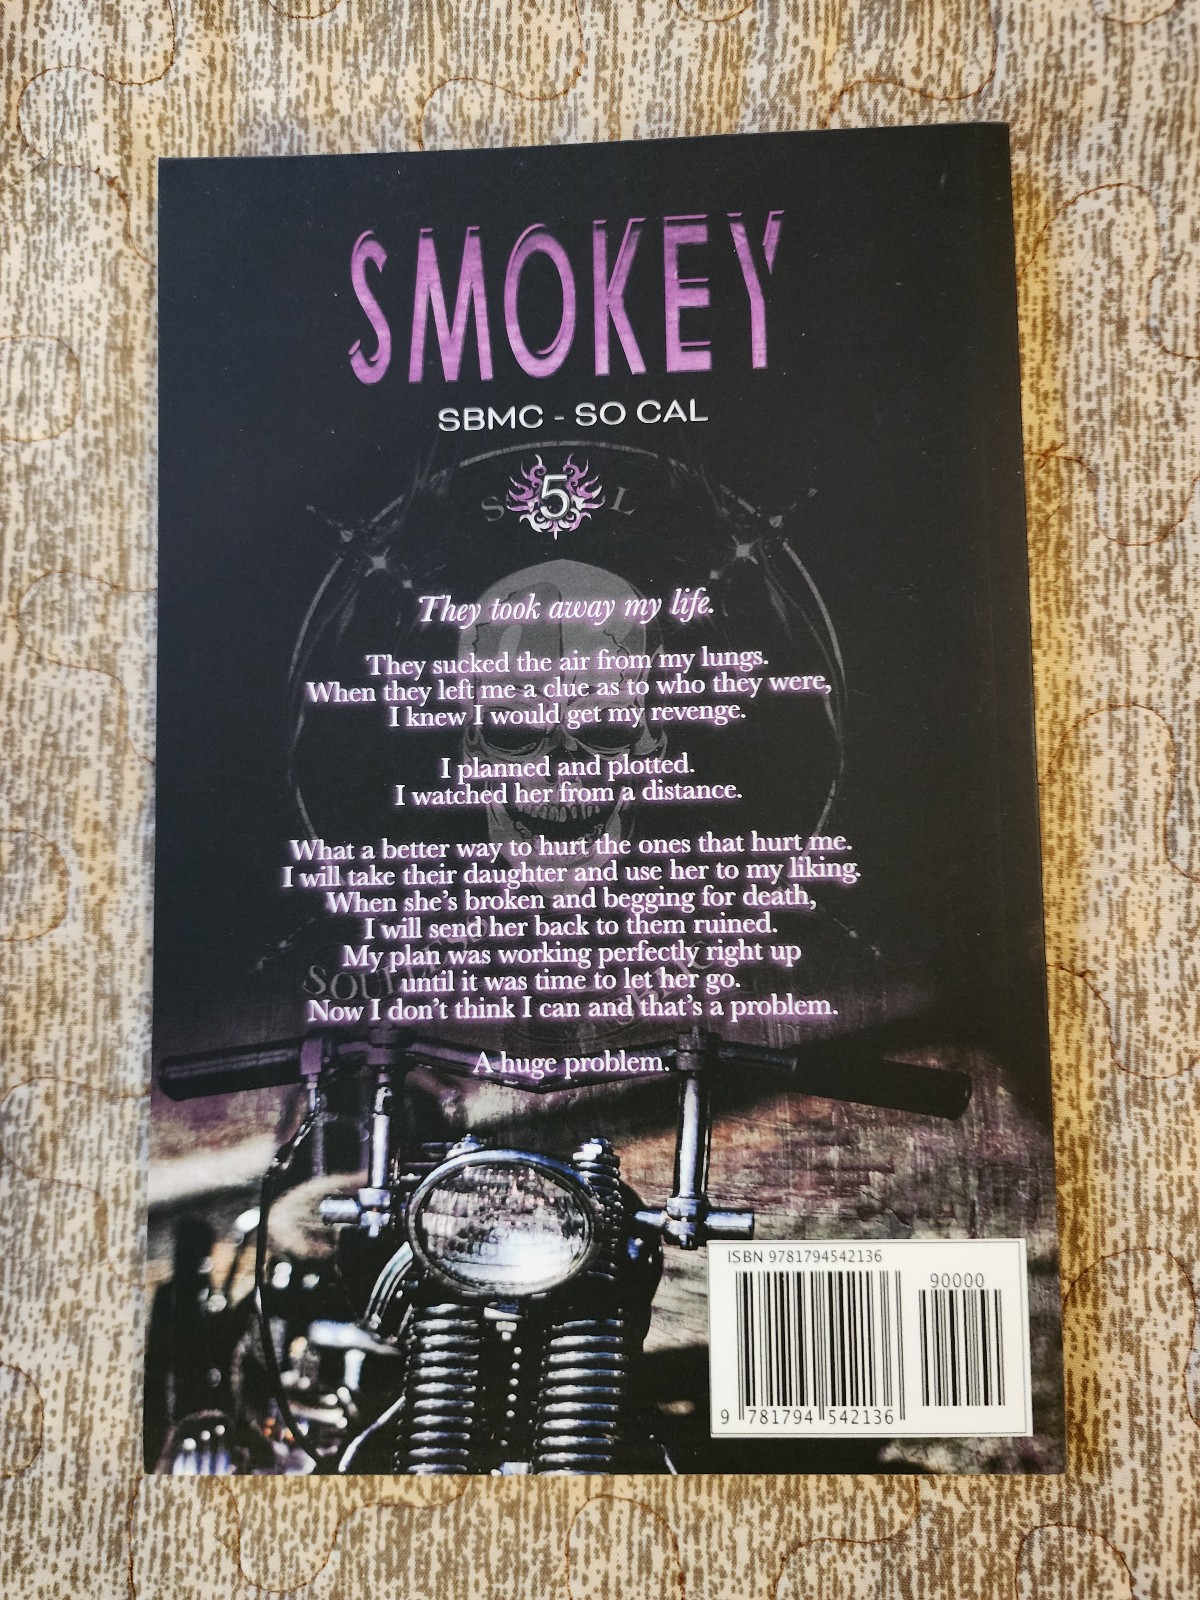 SMOKEY
SBMC - SO CAL
5
They took away my life.
They sucked the air from my lungs.
When they left me a clue as to who they were,
I knew I would get my revenge.
I planned and plotted.
I watched her from a distance.
What a better way to hurt the ones that hurt me.
I will take their daughter and use her to my liking.
When she's broken and begging for death,
I will send her back to them ruined.
My plan was working perfectly right up
until it was time to let her go.
Now I don't think I can and that's a problem.
A huge problem.
ISBN 9781794542136
90000
9 781794 542136